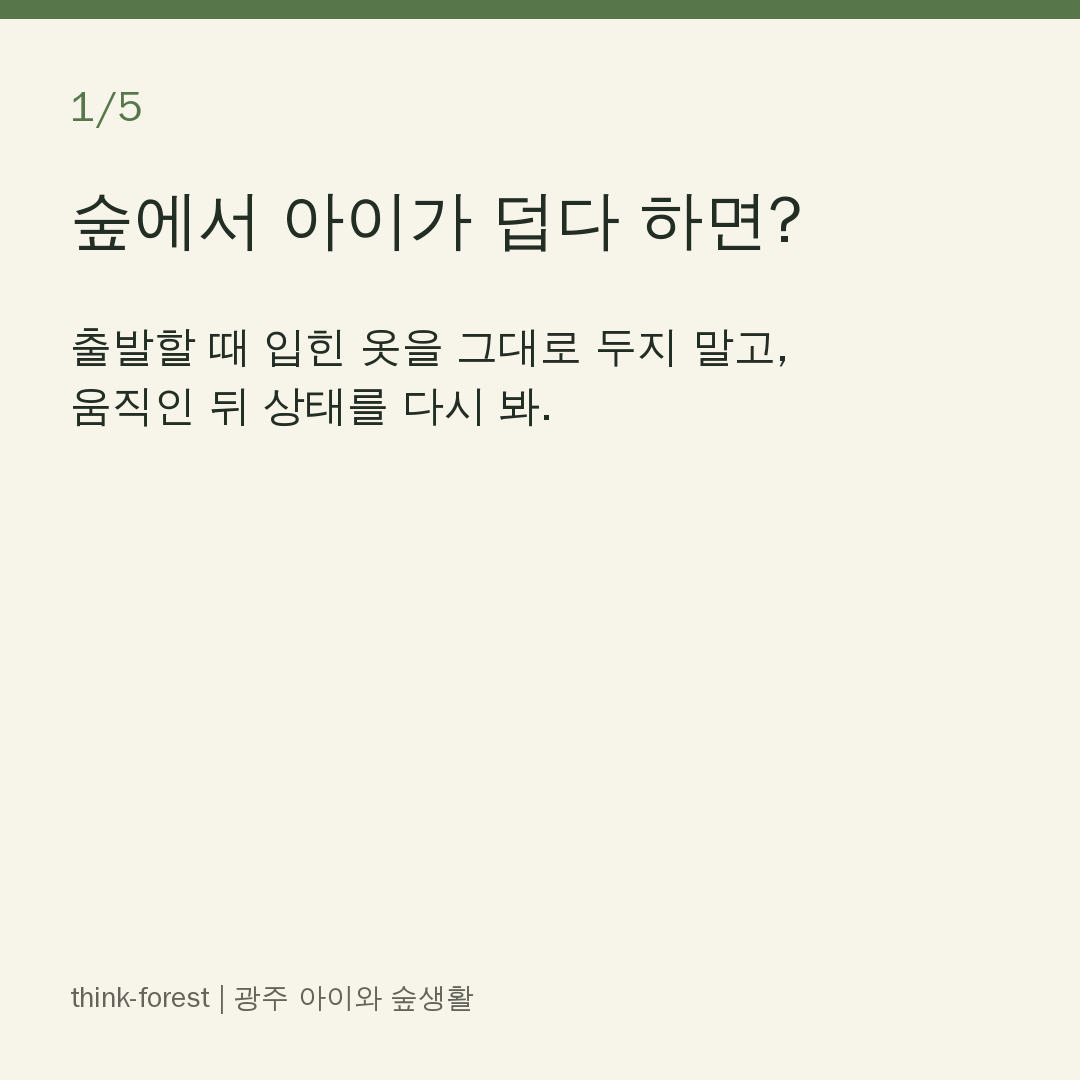 1/5
숲에서 아이가 덥다 하면?
출발할 때 입힌 옷을 그대로 두지 말고,
움직인 뒤 상태를 다시 봐.
think-forest | 광주 아이와 숲생활